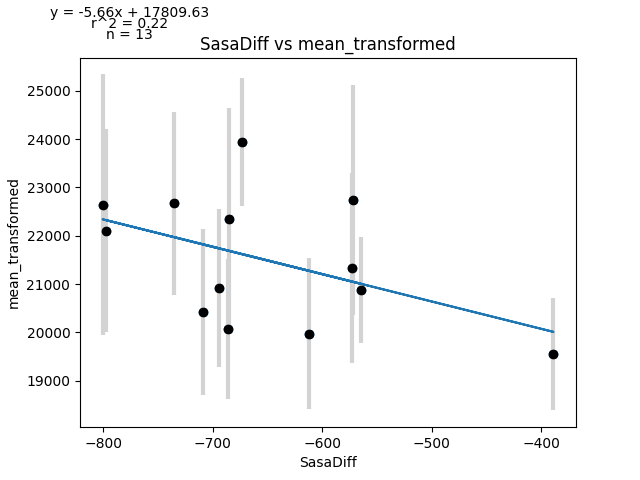 y = -5.66x + 17809.63
r^2 = 0.22
n = 13
SasaDiff vs mean_transformed
25000
24000
23000
22000
21000
20000
19000
mean_transformed
−800
−700
−600
−500
−400
SasaDiff